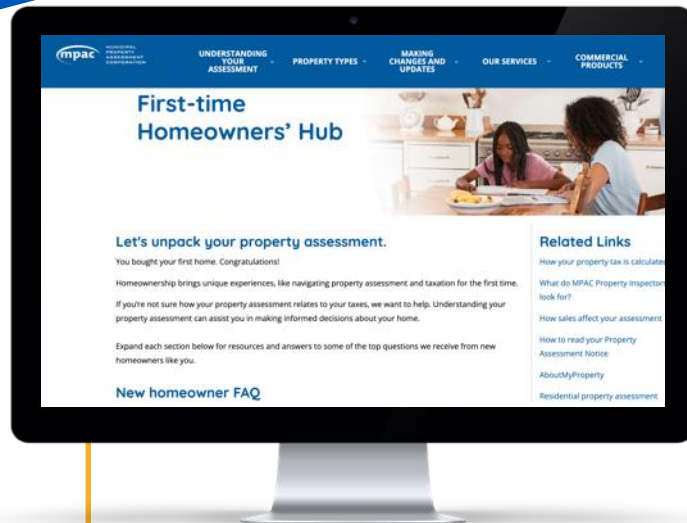 mpac
MUNICIPAL
PROPERTY
ASSESSMENT
CORPORATION
UNDERSTANDING
YOUR
ASSESSMENT
PROPERTY TYPES
MAKING
CHANGES AND
UPDATES
OUR SERVICES
COMMERCIAL
PRODUCTS
First-time
Homeowners' Hub
Let's unpack your property assessment.
You bought your first home. Congratulations!
Homeownership brings unique experiences, like navigating property assessment and taxation for the first time.
If you're not sure how your property assessment relates to your taxes, we want to help. Understanding your
property assessment can assist you in making informed decisions about your home.
Expand each section below for resources and answers to some of the top questions we receive from new
homeowners like you.
New homeowner FAQ
Related Links
How your property tax is calculated
What do MPAC Property Inspectors
look for?
How sales affect your assessment
How to read your Property
Assessment Notice
AboutMyProperty
Residential property assessment